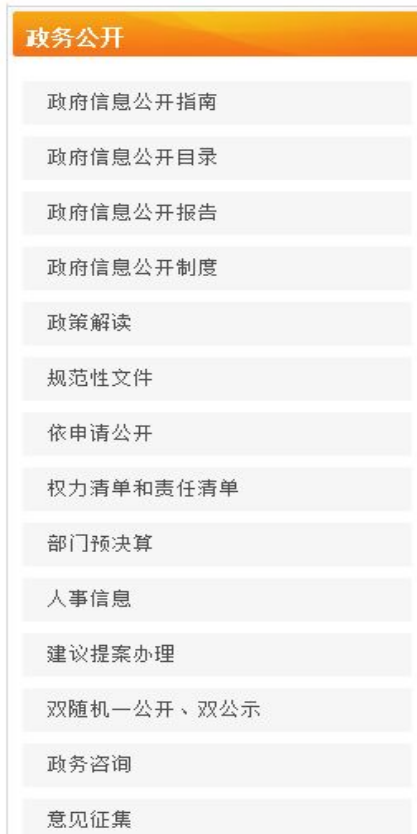 政务公开
政府信息公开指南
政府信息公开目录
政府信息公开报告
政府信息公开制度
政策解读
规范性文件
依申请公开
权力清单和责任清单
部门预决算
人事信息
建议提案办理
双随机一公开、双公示
政务咨询
意见征集